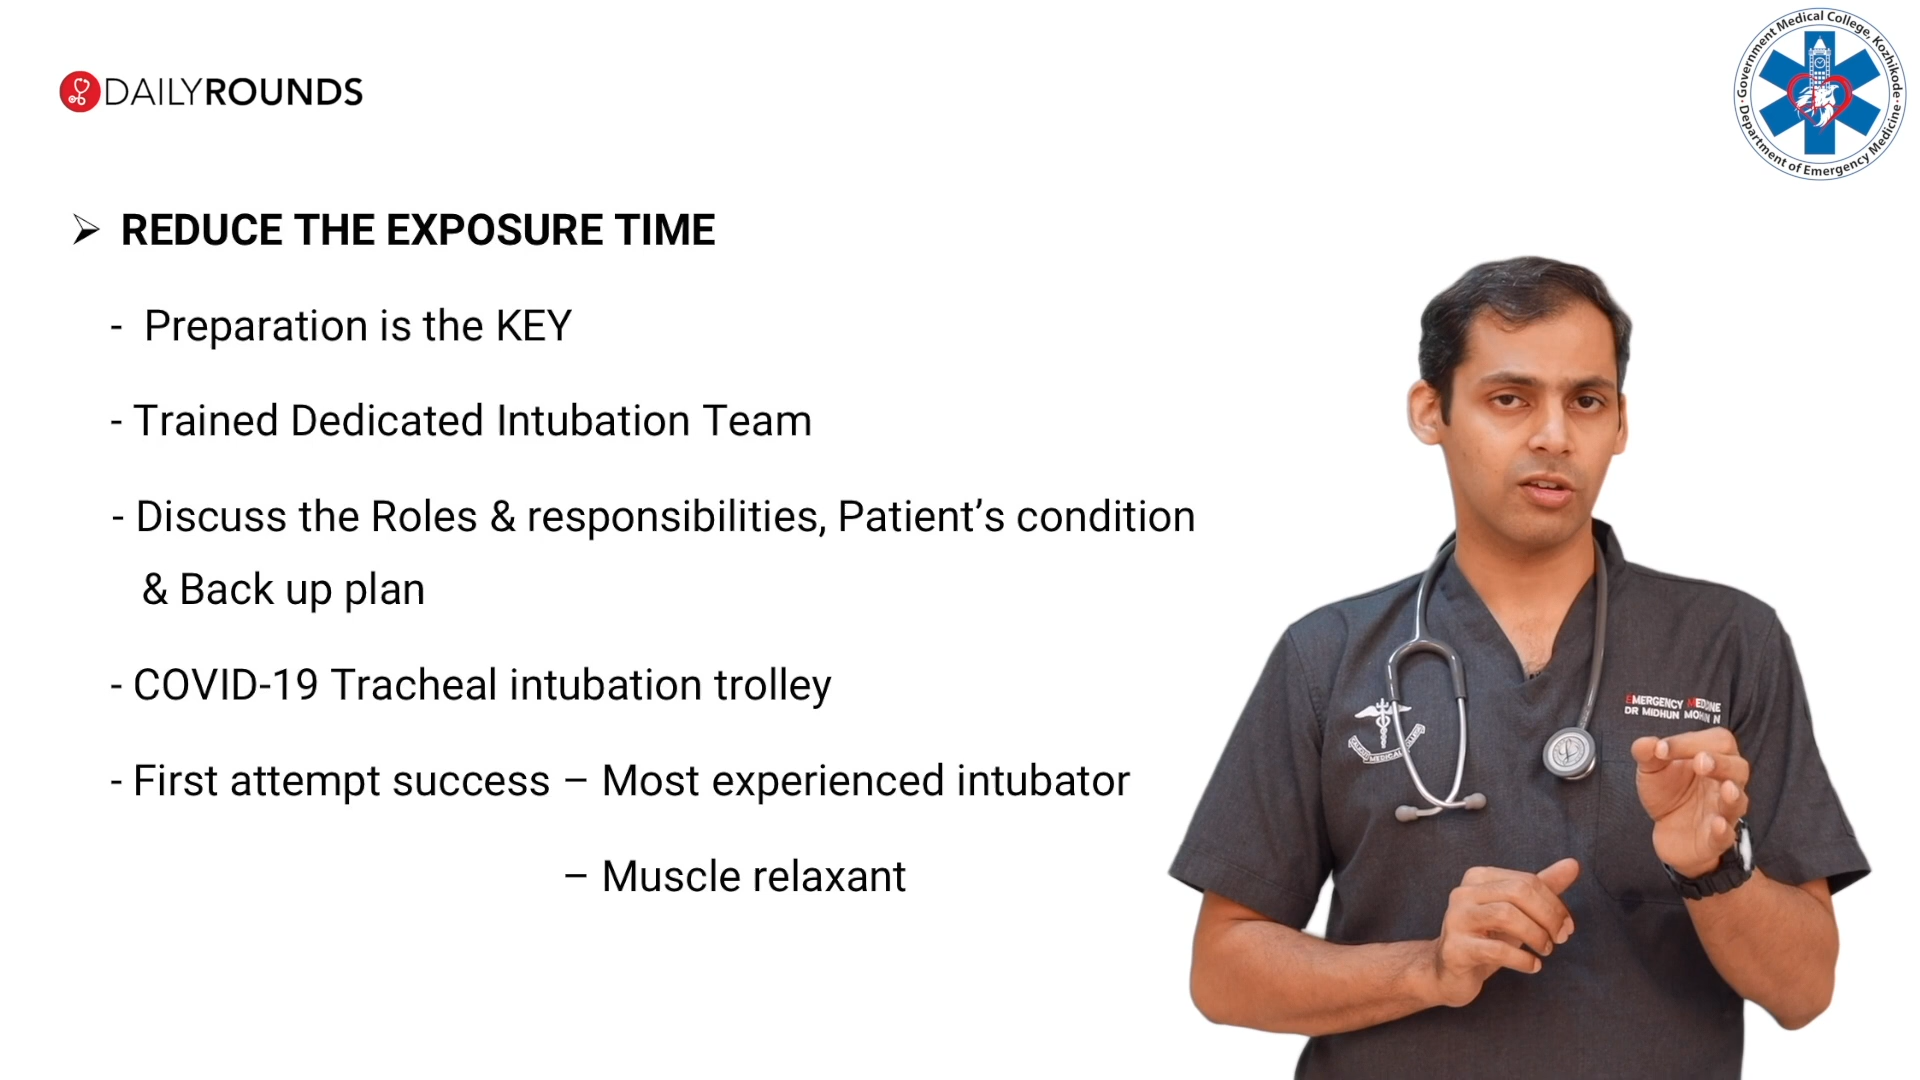 DAILYROUNDS
Government Medical College, Kozhikode
Department of Emergency Medicine
➢ REDUCE THE EXPOSURE TIME
- Preparation is the KEY
- Trained Dedicated Intubation Team
- Discuss the Roles & responsibilities, Patient’s condition
& Back up plan
- COVID-19 Tracheal intubation trolley
- First attempt success – Most experienced intubator
– Muscle relaxant
EMERGENCY
DR MIDHUN MOHAN N
MEDICAL